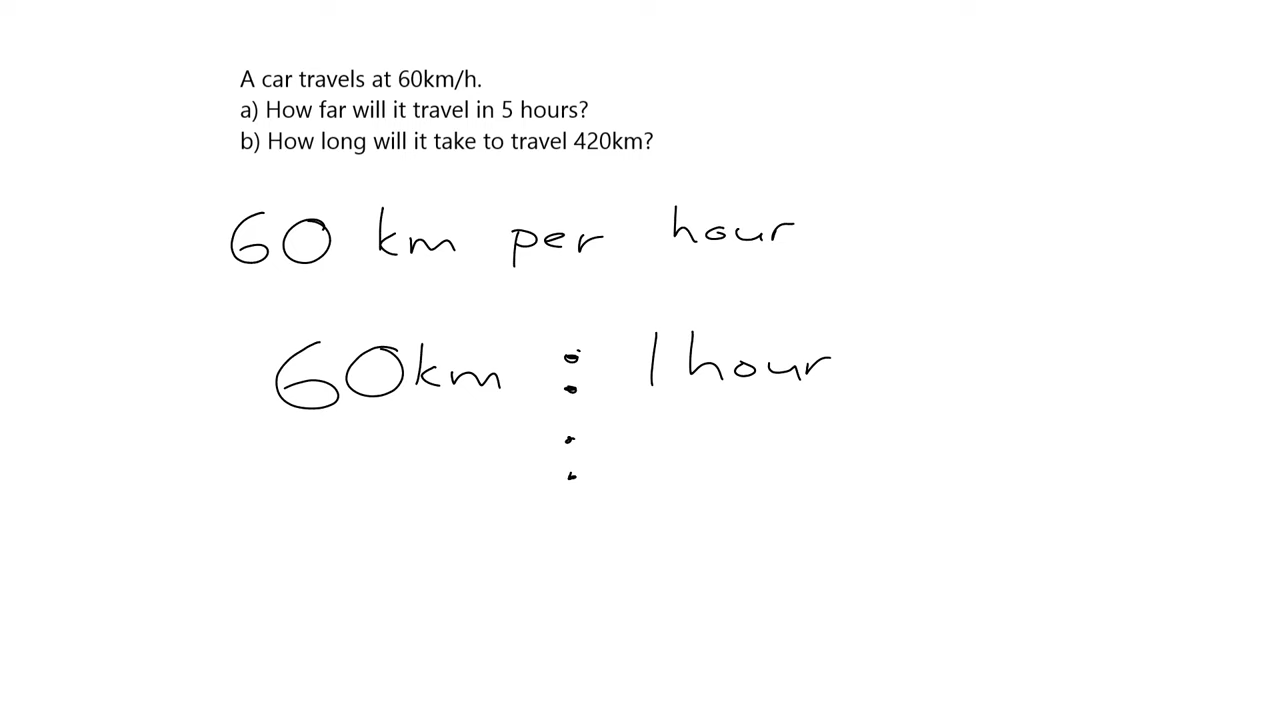 A car travels at 60km/h.
a) How far will it travel in 5 hours?
b) How long will it take to travel 420km?
60 km per hour
60km : 1 hour
: